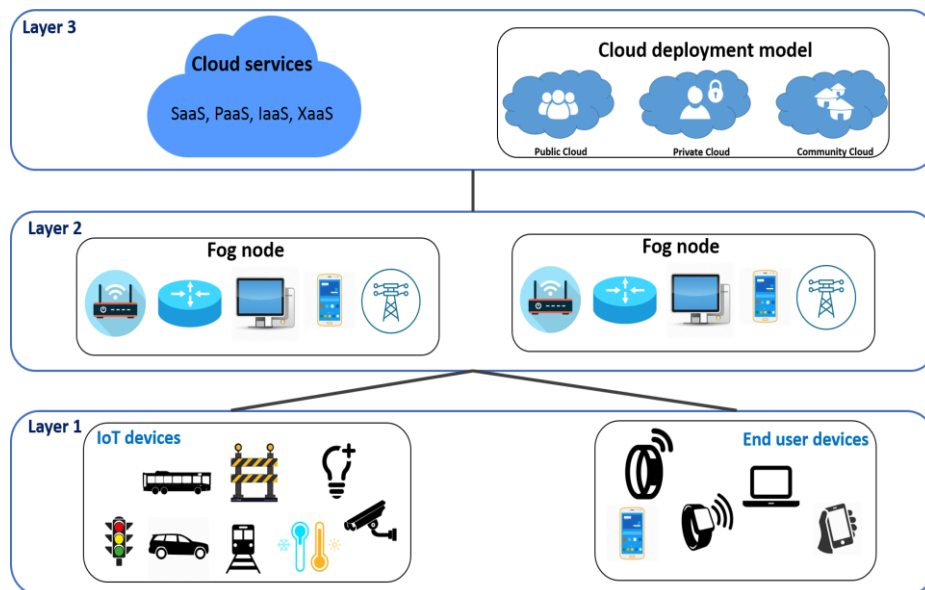 Layer 3
Cloud services
SaaS, PaaS, IaaS, XaaS
Cloud deployment model
Public Cloud
Private Cloud
Community Cloud
Layer 2
Fog node
Fog node
Layer 1
IoT devices
End user devices